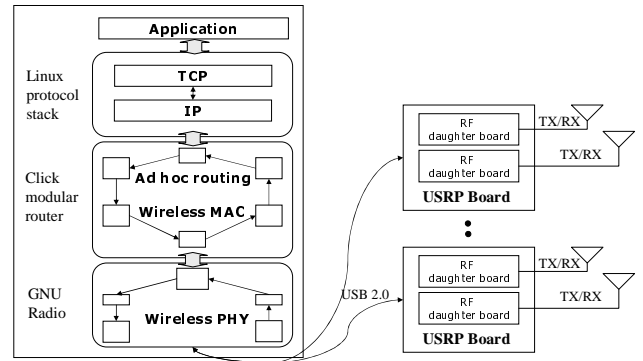 Application
Linux
protocol
stack
TCP
IP
Click
modular
router
Ad hoc routing
Wireless MAC
GNU
Radio
Wireless PHY
USB 2.0
RF
daughter board
TX/RX
RF
daughter board
TX/RX
USRP Board
RF
daughter board
TX/RX
RF
daughter board
TX/RX
USRP Board